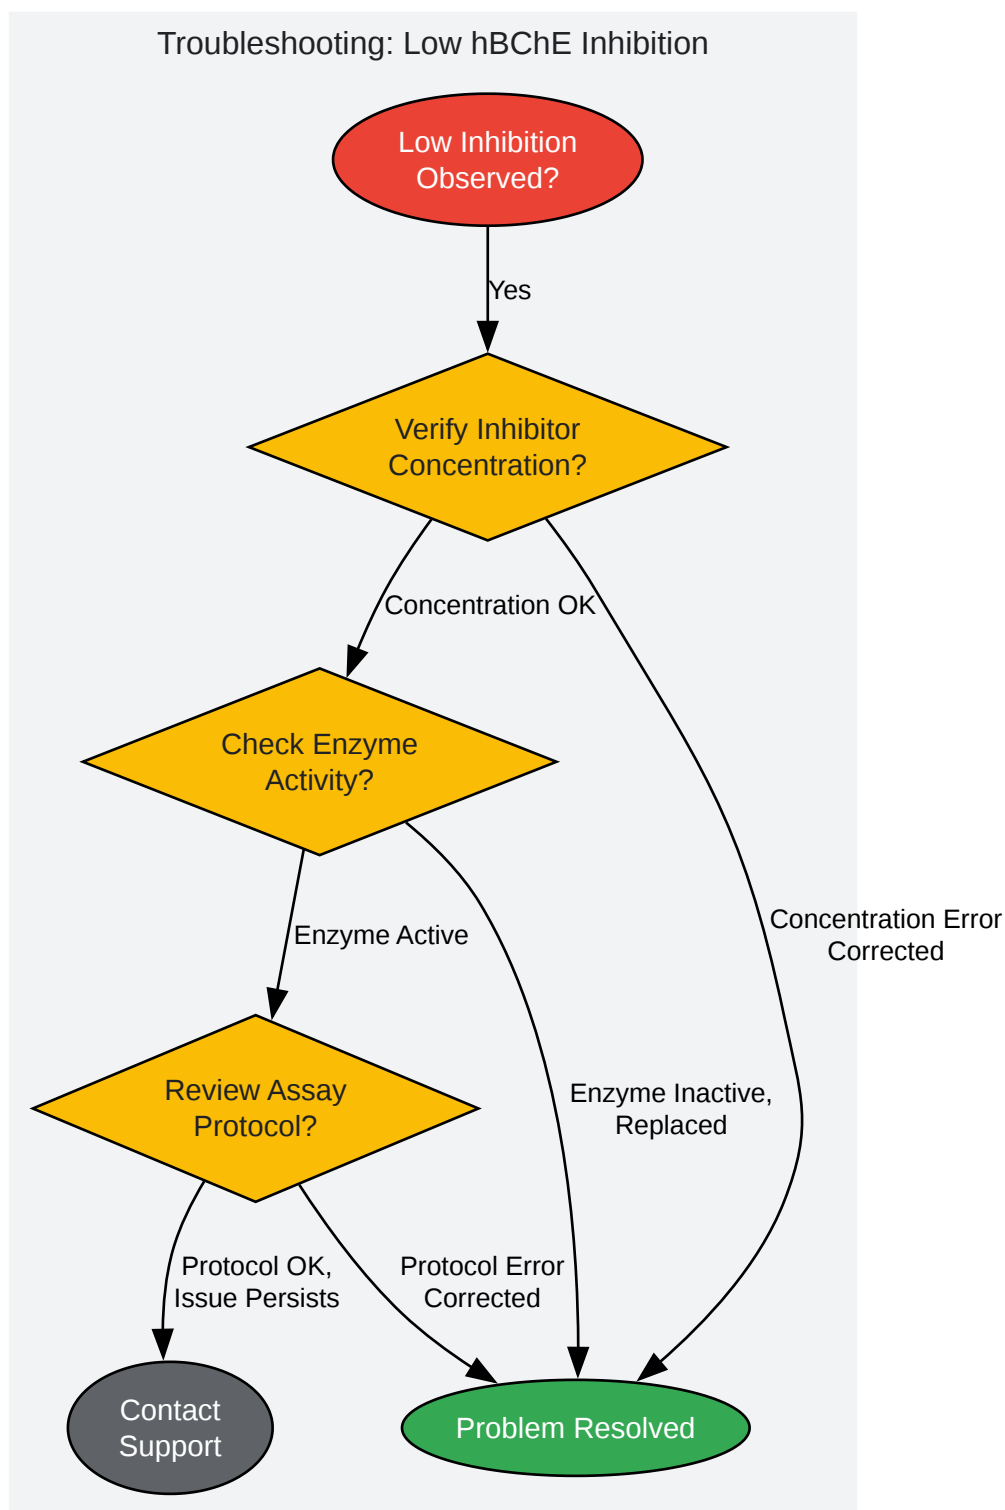 Troubleshooting: Low hBChE Inhibition
Low Inhibition
Observed?
Yes
Verify Inhibitor
Concentration?
Concentration OK
Check Enzyme
Activity?
Concentration Error
Corrected
Enzyme Active
Review Assay
Protocol?
Enzyme Inactive,
Replaced
Protocol OK,
Issue Persists
Protocol Error
Corrected
Contact
Support
Problem Resolved